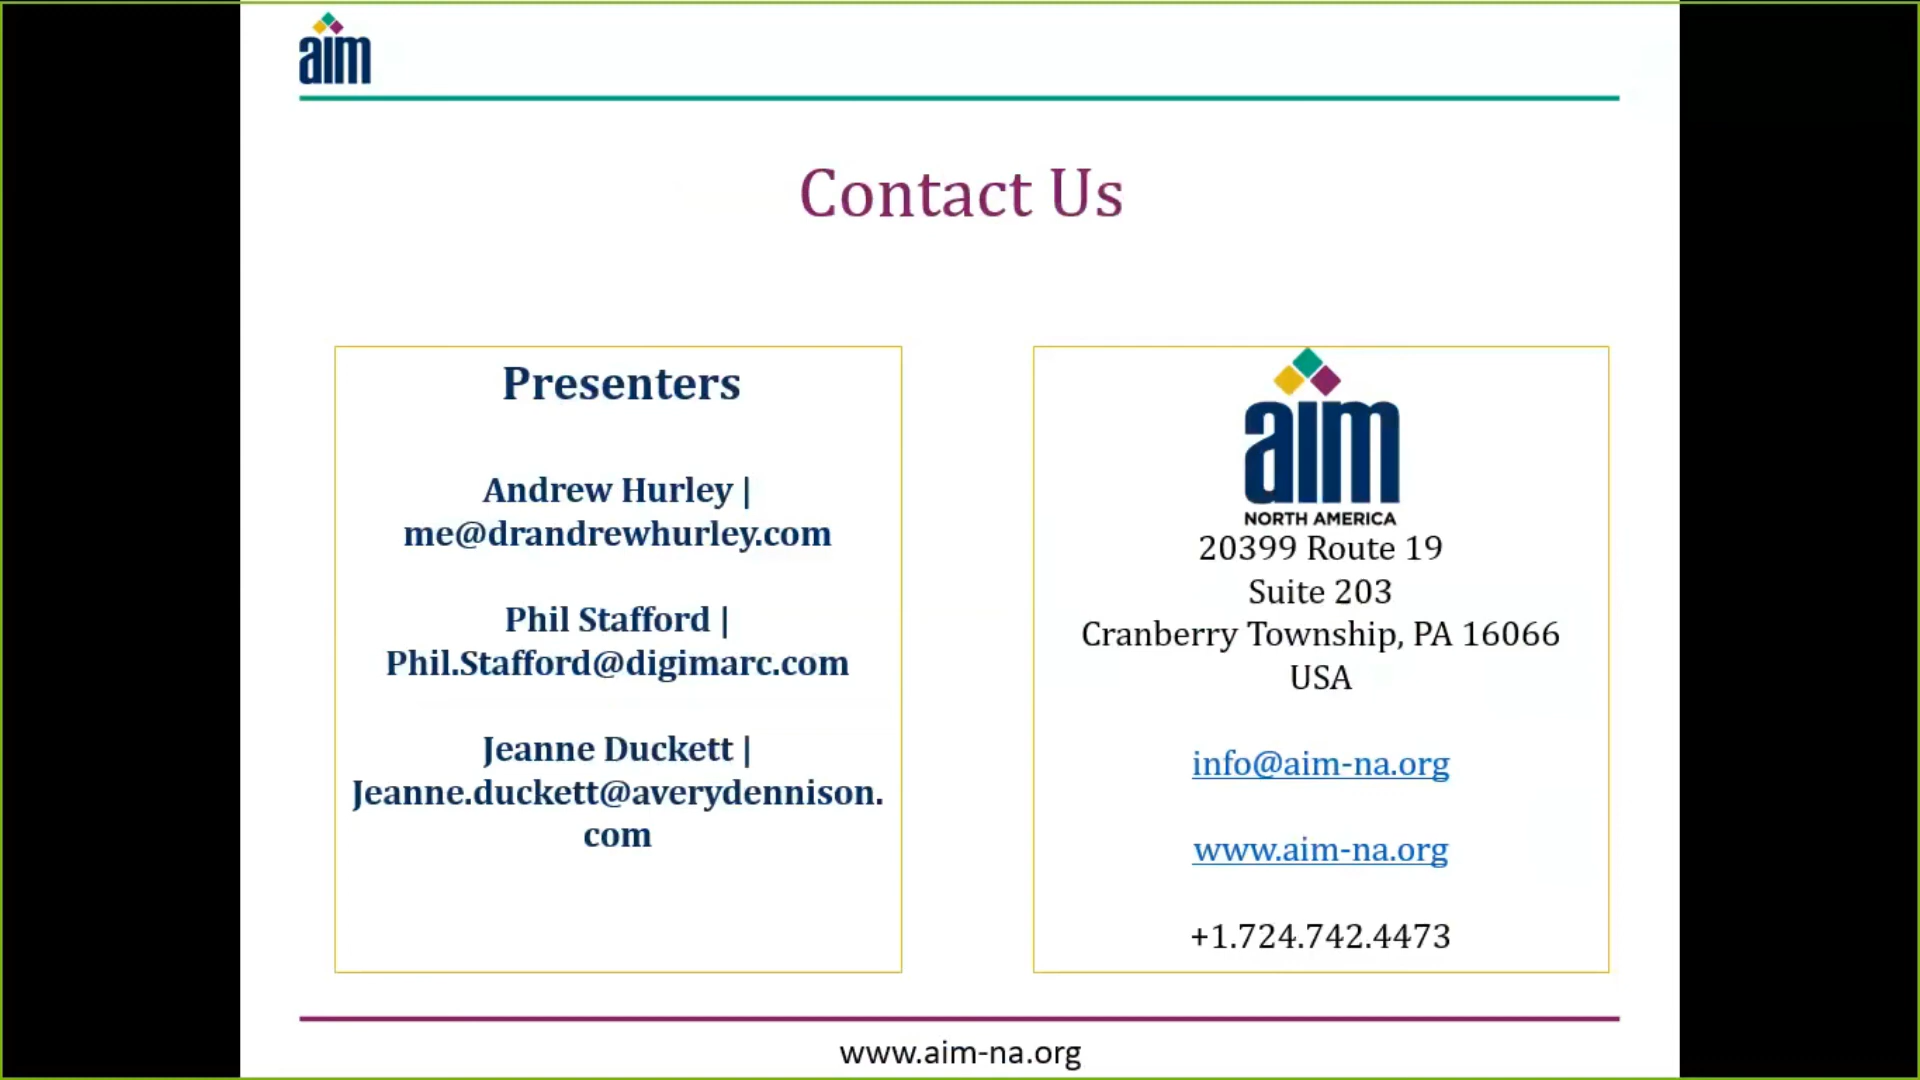 aim
Contact Us
Presenters
Andrew Hurley |
me@drandrewhurley.com
Phil Stafford |
Phil.Stafford@digimarc.com
Jeanne Duckett |
Jeanne.duckett@averydennison.
com
aim
NORTH AMERICA
20399 Route 19
Suite 203
Cranberry Township, PA 16066
USA
info@aim-na.org
www.aim-na.org
+1.724.742.4473
www.aim-na.org